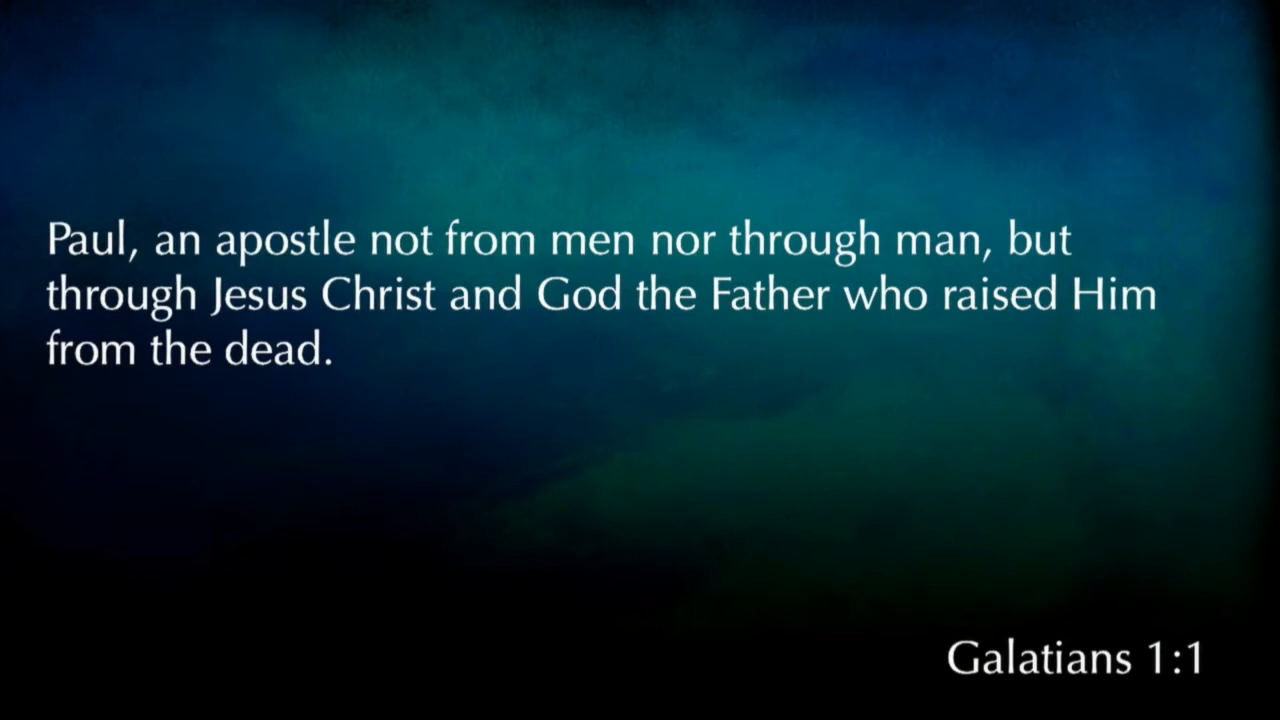 Paul, an apostle not from men nor through man, but
through Jesus Christ and God the Father who raised Him
from the dead.
Galatians 1:1